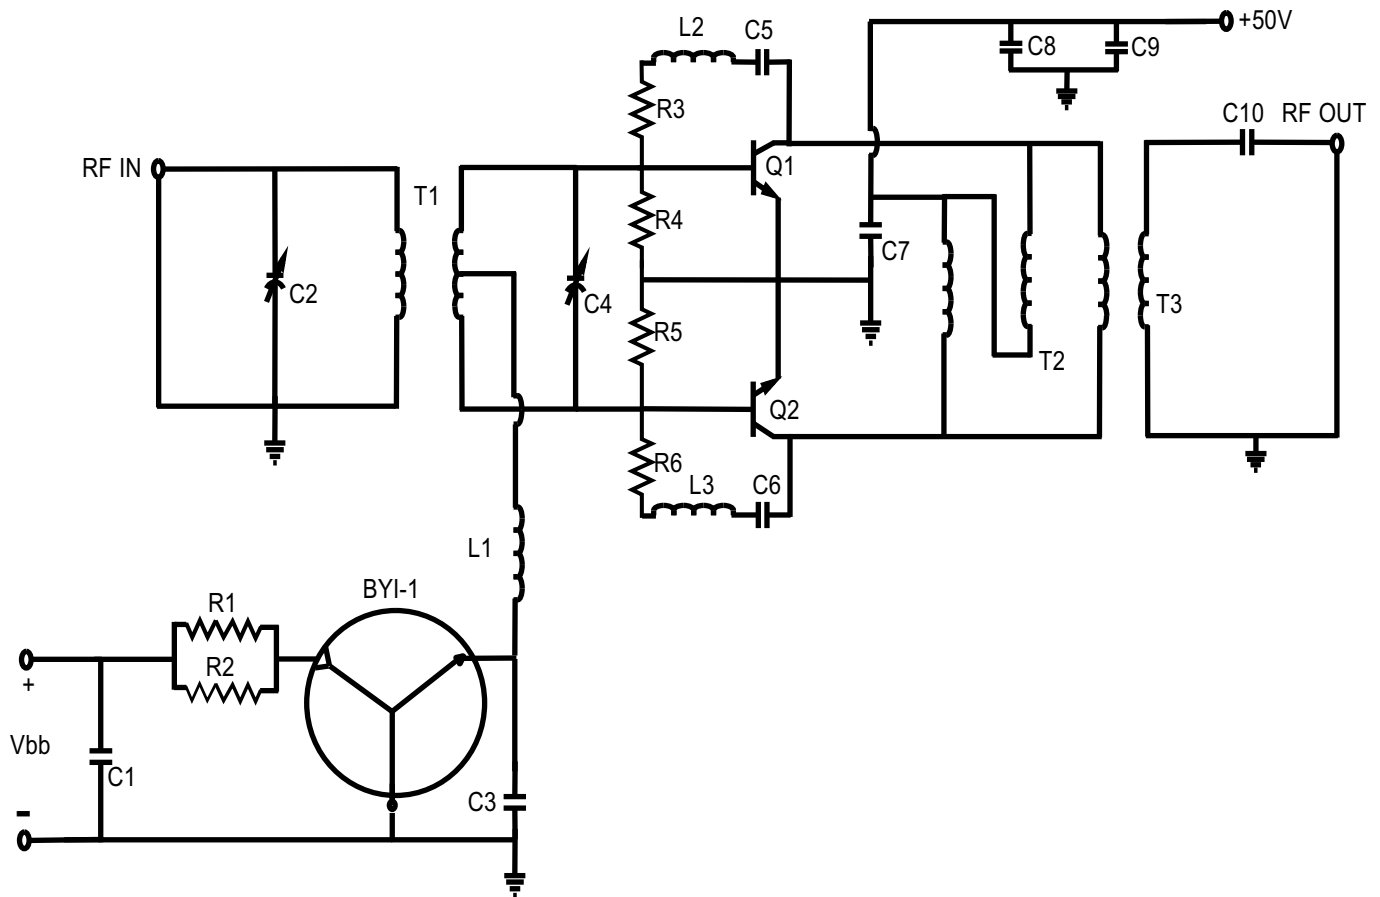 L2
C5
+50V
C8
C9
R3
C10 RF OUT
RF IN
Q1
T1
R4
C7
C2
C4
T3
R5
T2
Q2
R6
L3
C6
L1
BYI-1
R1
R2
+
Vbb
C1
C3
-